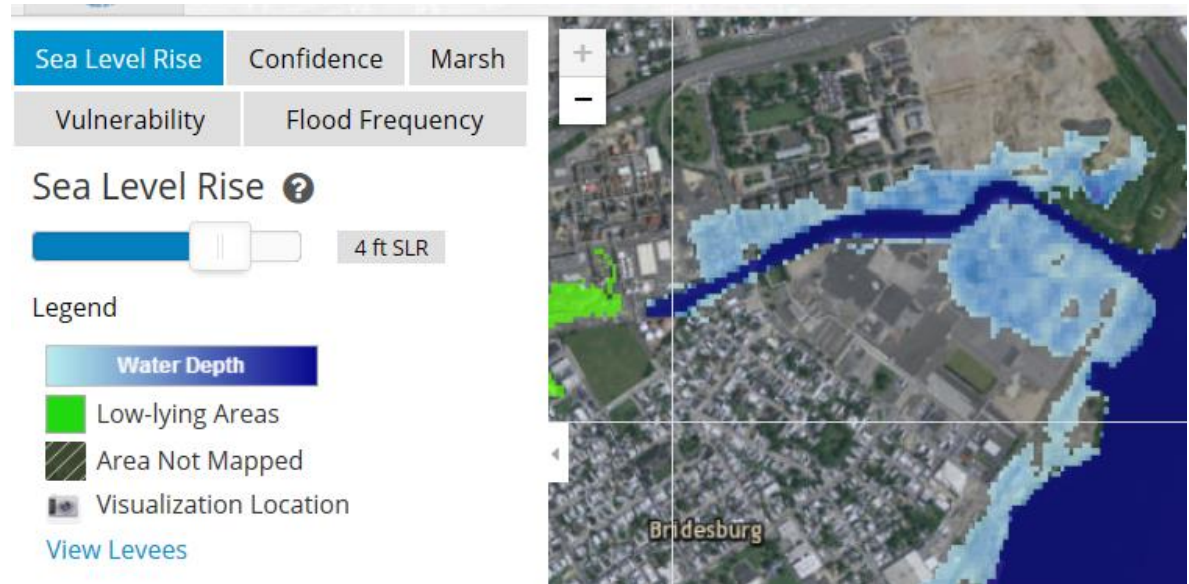 Sea Level Rise Confidence Marsh
Vulnerability Flood Frequency
Sea Level Rise ?
4 ft SLR
Legend
Water Depth
Low-lying Areas
Area Not Mapped
Visualization Location
View Levees
+
−
Bridesburg